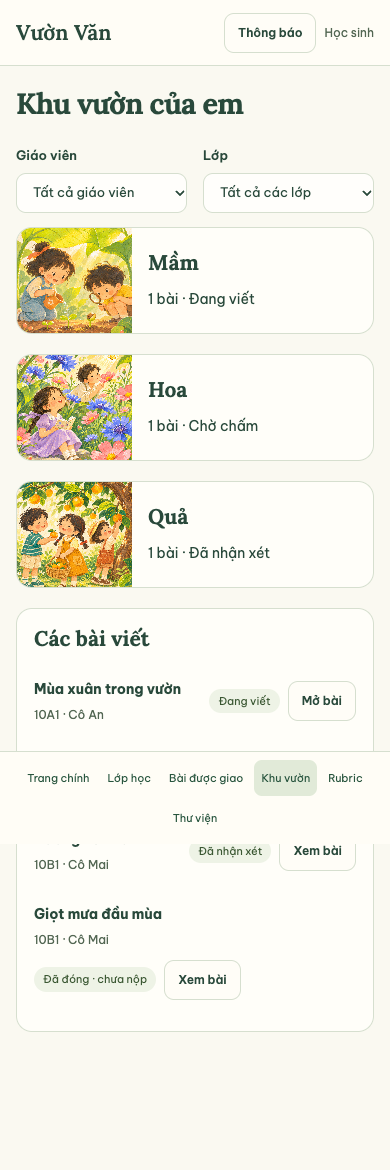 Vườn Văn
Thông báo
Học sinh
Khu vườn của em
Giáo viên
Lớp
Tất cả giáo viên
Tất cả các lớp
Mầm
1 bài · Đang viết
Hoa
1 bài · Chờ chấm
Quả
1 bài · Đã nhận xét
Các bài viết
Mùa xuân trong vườn
10A1 · Cô An
Đang viết
Mở bài
Trang chính
Lớp học
Bài được giao
Khu vườn
Rubric
Thư viện
10B1 · Cô Mai
Đã nhận xét
Xem bài
Giọt mưa đầu mùa
10B1 · Cô Mai
Đã đóng · chưa nộp
Xem bài